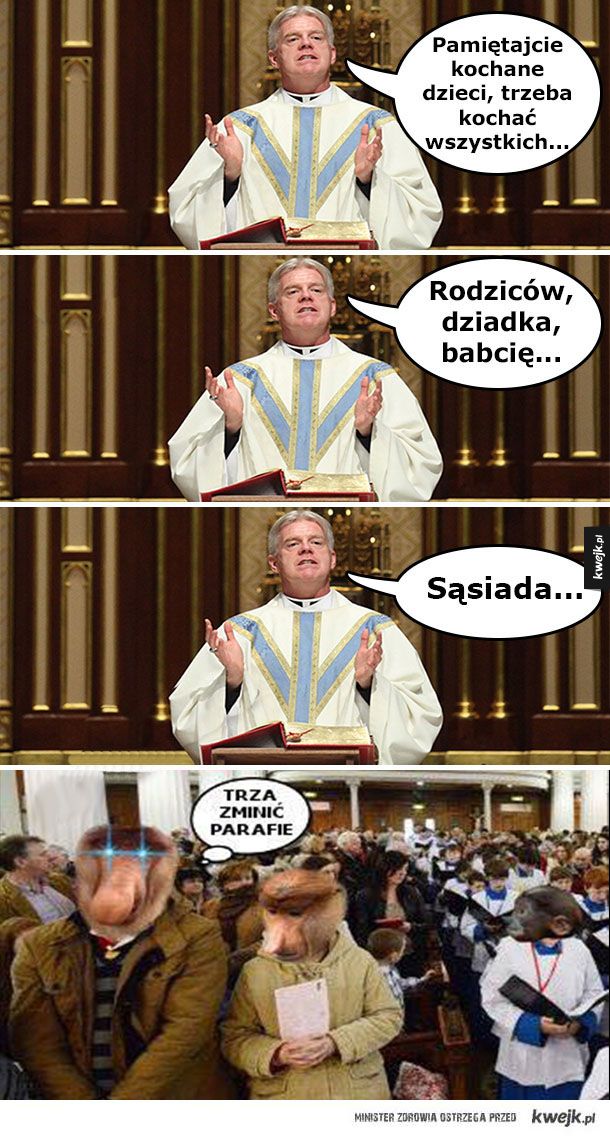 Pamiętajcie
kochane
dzieci, trzeba
kochać
wszystkich...
Rodziców,
dziadka,
babcię...
kwejk.pl
Sąsiada...
TRZA
ZMINIĆ
PARAFIE
MINISTER ZDROWIA OSTRZEGA PRZED kwejk.pl